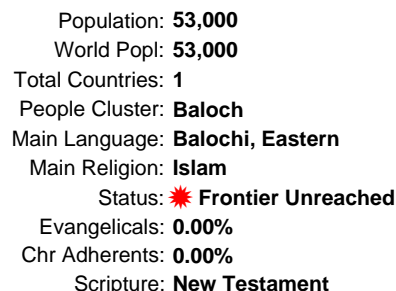 Population: 53,000
World Popl: 53,000
Total Countries: 1
People Cluster: Baloch
Main Language: Balochi, Eastern
Main Religion: Islam
Status: Frontier Unreached
Evangelicals: 0.00%
Chr Adherents: 0.00%
Scripture: New Testament